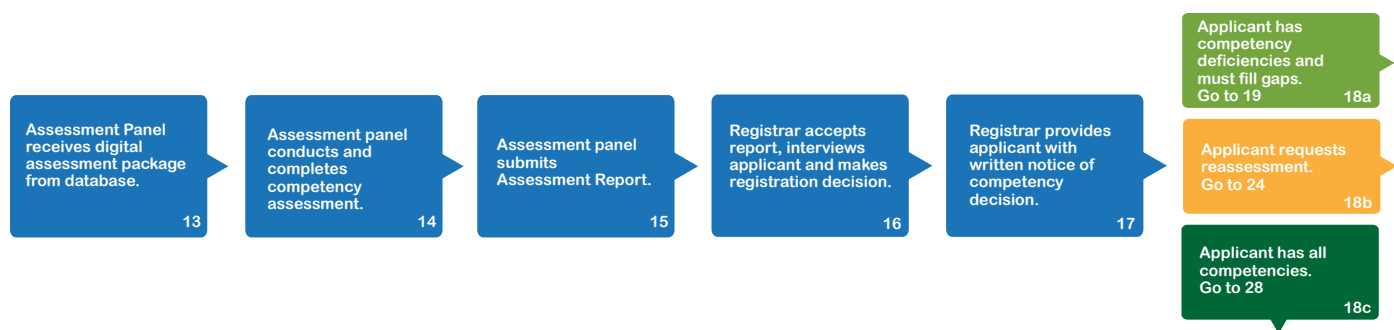 Assessment Panel
receives digital
assessment package
from database.
13
Assessment panel
conducts and
completes
competency
assessment.
14
Assessment panel
submits
Assessment Report.
15
Registrar accepts
report, interviews
applicant and makes
registration decision.
16
Registrar provides
applicant with
written notice of
competency
decision.
17
Applicant has
competency
deficiencies and
must fill gaps.
Go to 19
18a
Applicant requests
reassessment.
Go to 24
18b
Applicant has all
competencies.
Go to 28
18c